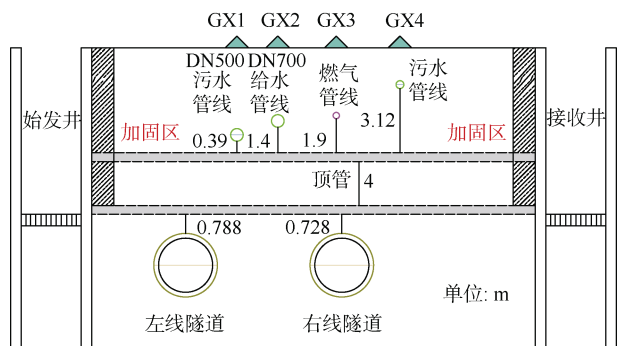 GX1 GX2 GX3 GX4
DN500 DN700
污水 给水 燃气 污水
管线 管线 管线 管线
始发井 接收井
加固区 加固区
0.39 1.4 1.9 3.12
顶管 4
0.788 0.728
单位: m
左线隧道 右线隧道